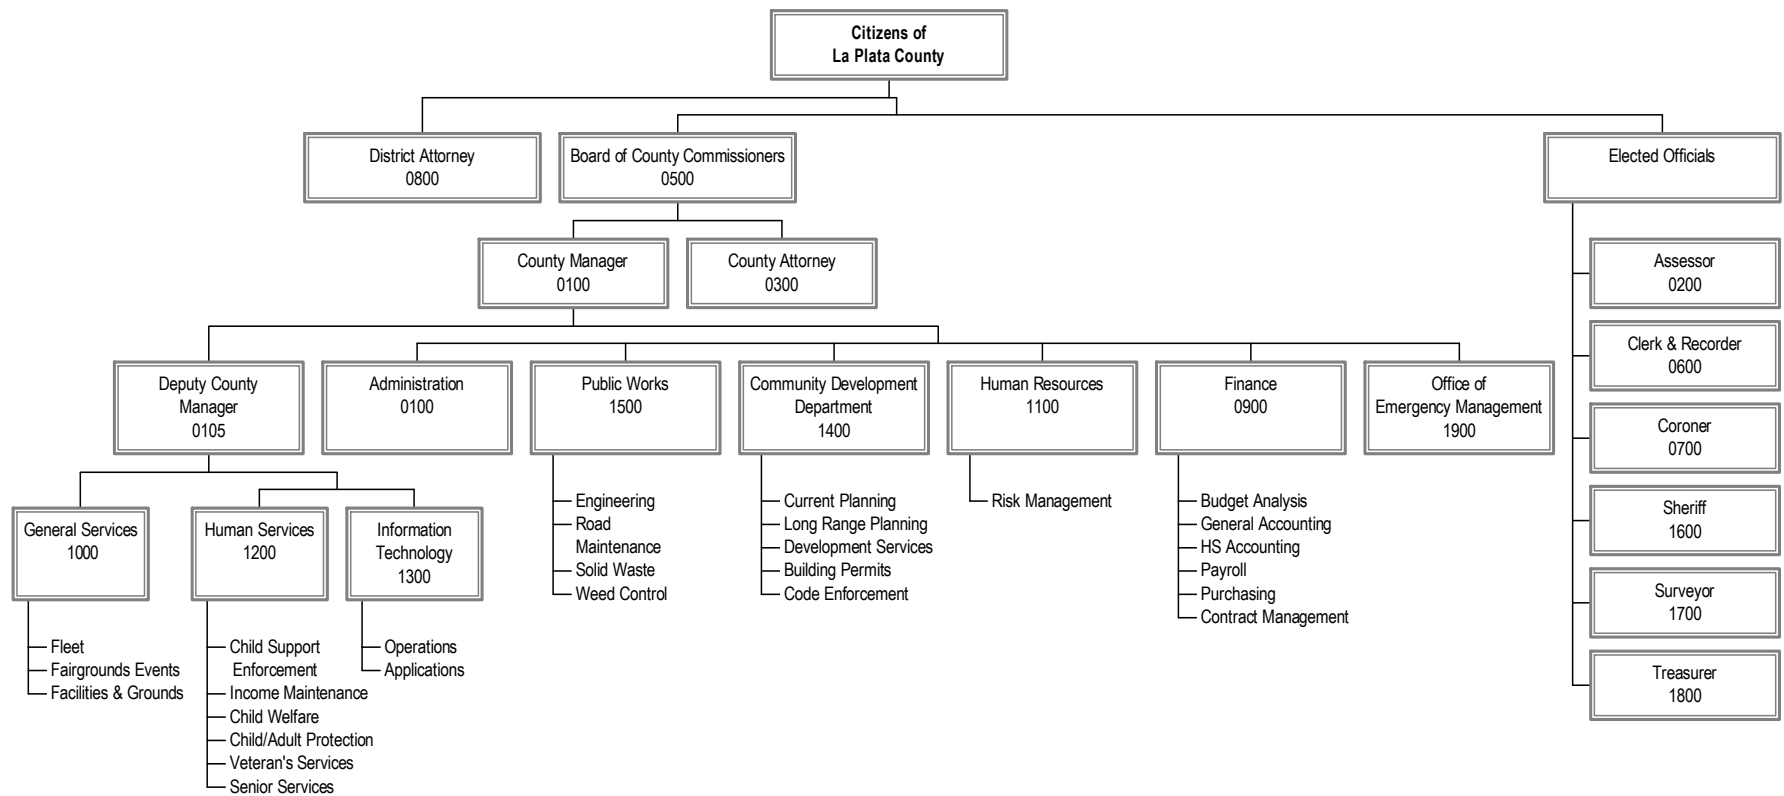 Citizens of
La Plata County
District Attorney
0800
Board of County Commissioners
0500
Elected Officials
County Manager
0100
County Attorney
0300
Assessor
0200
Clerk & Recorder
0600
Coroner
0700
Sheriff
1600
Surveyor
1700
Treasurer
1800
Deputy County
Manager
0105
Administration
0100
Public Works
1500
Community Development
Department
1400
Human Resources
1100
Finance
0900
Office of
Emergency Management
1900
General Services
1000
Human Services
1200
Information
Technology
1300
Engineering
Road
Maintenance
Solid Waste
Weed Control
Current Planning
Long Range Planning
Development Services
Building Permits
Code Enforcement
Risk Management
Budget Analysis
General Accounting
HS Accounting
Payroll
Purchasing
Contract Management
Fleet
Fairgrounds Events
Facilities & Grounds
Child Support
Enforcement
Income Maintenance
Child Welfare
Child/Adult Protection
Veteran's Services
Senior Services
Operations
Applications